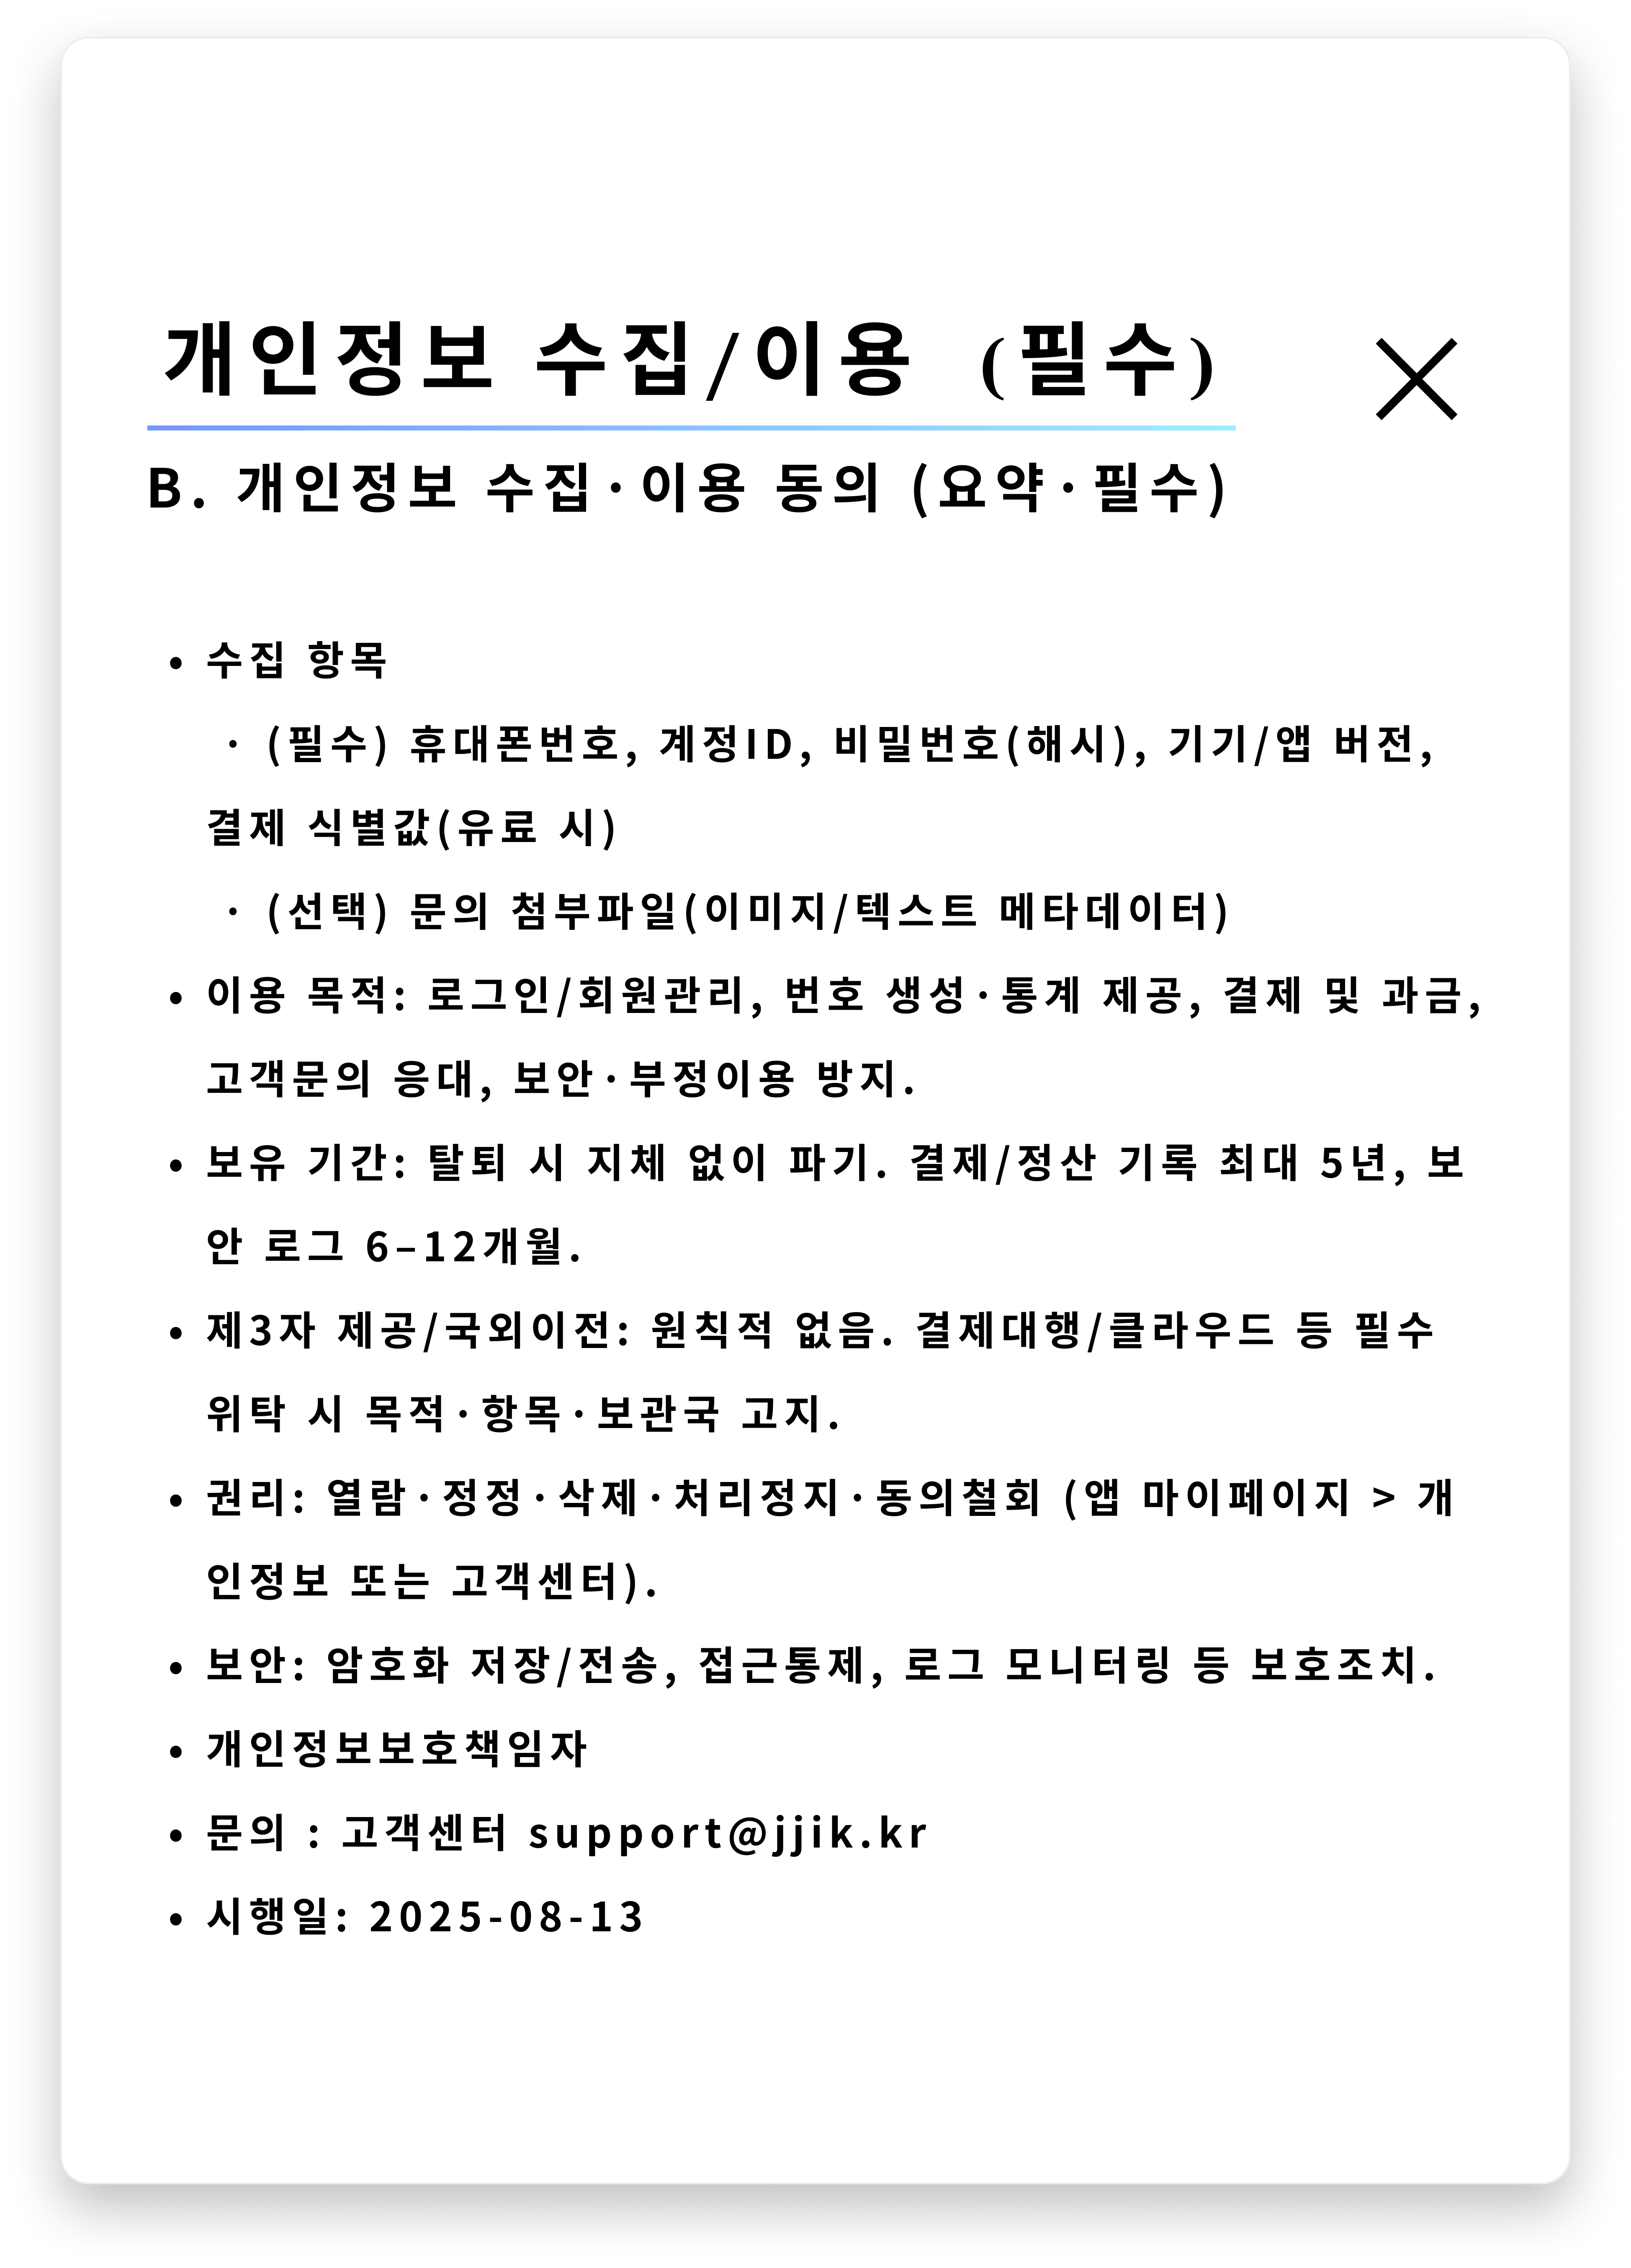 개인정보 수집/이용 (필수)
B. 개인정보 수집·이용 동의 (요약·필수)
• 수집 항목
· (필수) 휴대폰번호, 계정ID, 비밀번호(해시), 기기/앱 버전,
결제 식별값(유료 시)
· (선택) 문의 첨부파일(이미지/텍스트 메타데이터)
• 이용 목적: 로그인/회원관리, 번호 생성·통계 제공, 결제 및 과금,
고객문의 응대, 보안·부정이용 방지.
• 보유 기간: 탈퇴 시 지체 없이 파기. 결제/정산 기록 최대 5년, 보
안 로그 6–12개월.
• 제3자 제공/국외이전: 원칙적 없음. 결제대행/클라우드 등 필수
위탁 시 목적·항목·보관국 고지.
• 권리: 열람·정정·삭제·처리정지·동의철회 (앱 마이페이지 > 개
인정보 또는 고객센터).
• 보안: 암호화 저장/전송, 접근통제, 로그 모니터링 등 보호조치.
• 개인정보보호책임자
• 문의 : 고객센터 support@jjik.kr
• 시행일: 2025-08-13